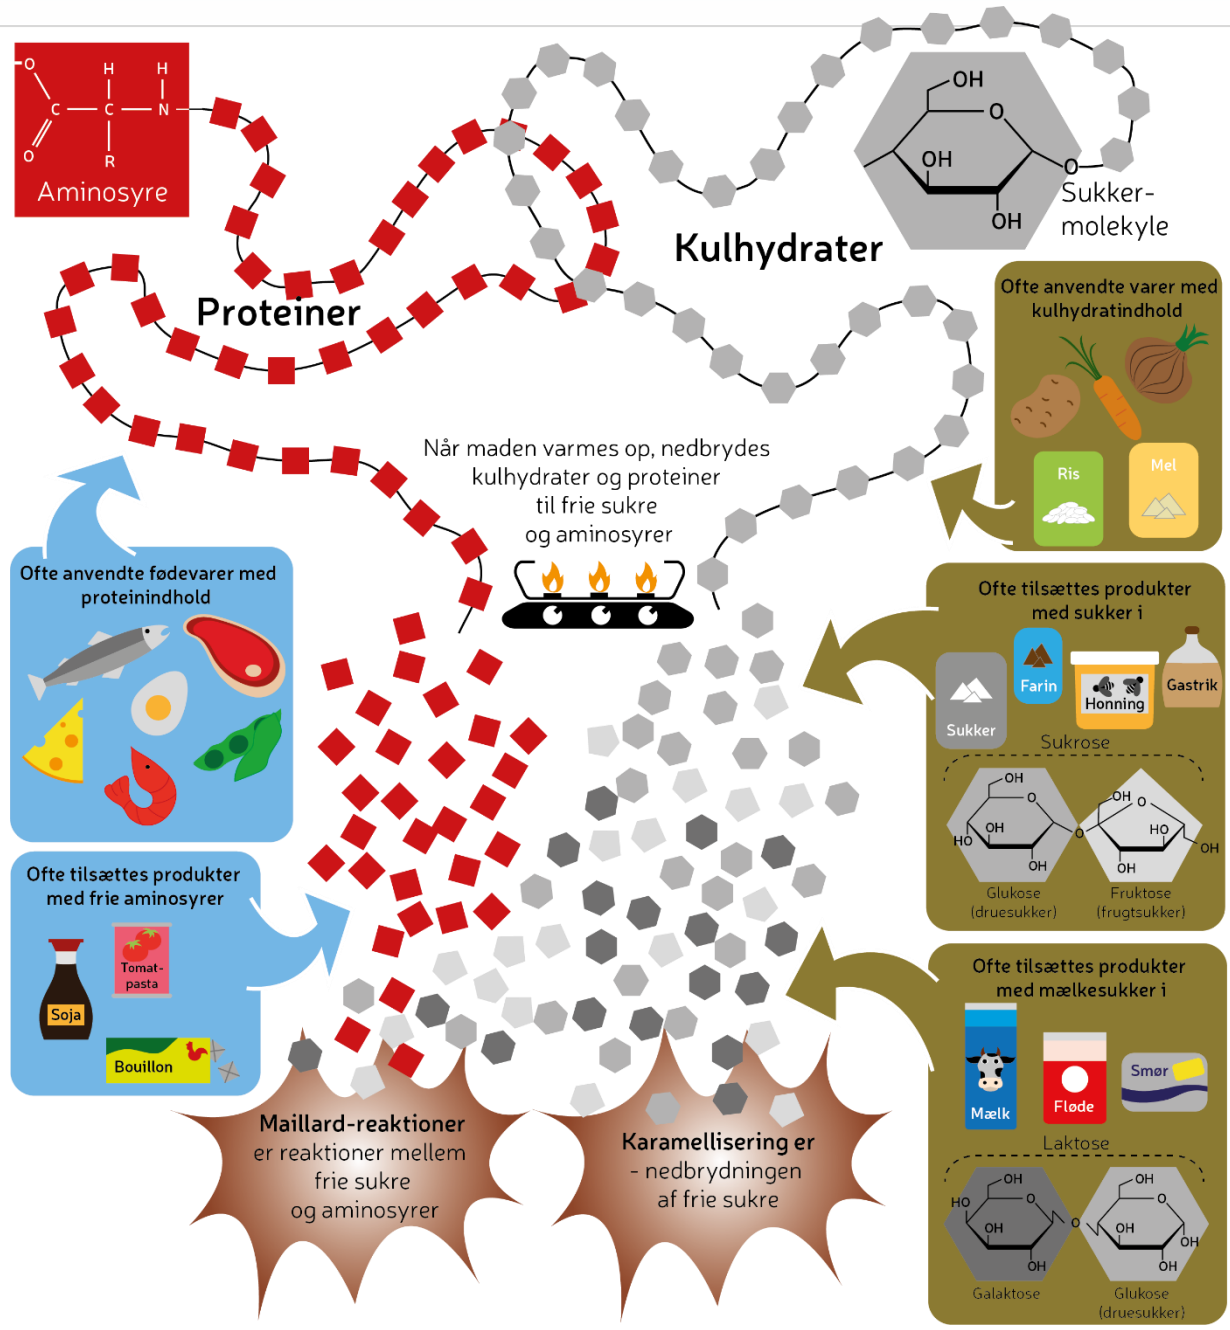 O
H
H
C
C
N
O
R
Aminosyre
OH
O
OH
O
OH
Sukker-
molekyle
Kulhydrater
Proteiner
Ofte anvendte varer med
kulhydratindhold
Ris
Mel
Når maden varmes op, nedbrydes
kulhydrater og proteiner
til frie sukre
og aminosyrer
Ofte anvendte fødevarer med
proteinindhold
Ofte tilsættes produkter
med sukker i
Sukker
Farin
Honning
Gastrik
Sukrose
OH
O
OH
HO
OH
O
OH
O
HO
OH
OH
Glukose
(druesukker)
Fruktose
(frugtsukker)
Ofte tilsættes produkter
med frie aminosyrer
Soja
Tomat-
pasta
Bouillon
Ofte tilsættes produkter
med mælkesukker i
Mælk
Fløde
Smør
Laktose
OH
HO
O
OH
OH
O
OH
O
OH
OH
OH
Galaktose
Glukose
(druesukker)
Maillard-reaktioner
er reaktioner mellem
frie sukre
og aminosyrer
Karamellisering er
- nedbrydningen
af frie sukre